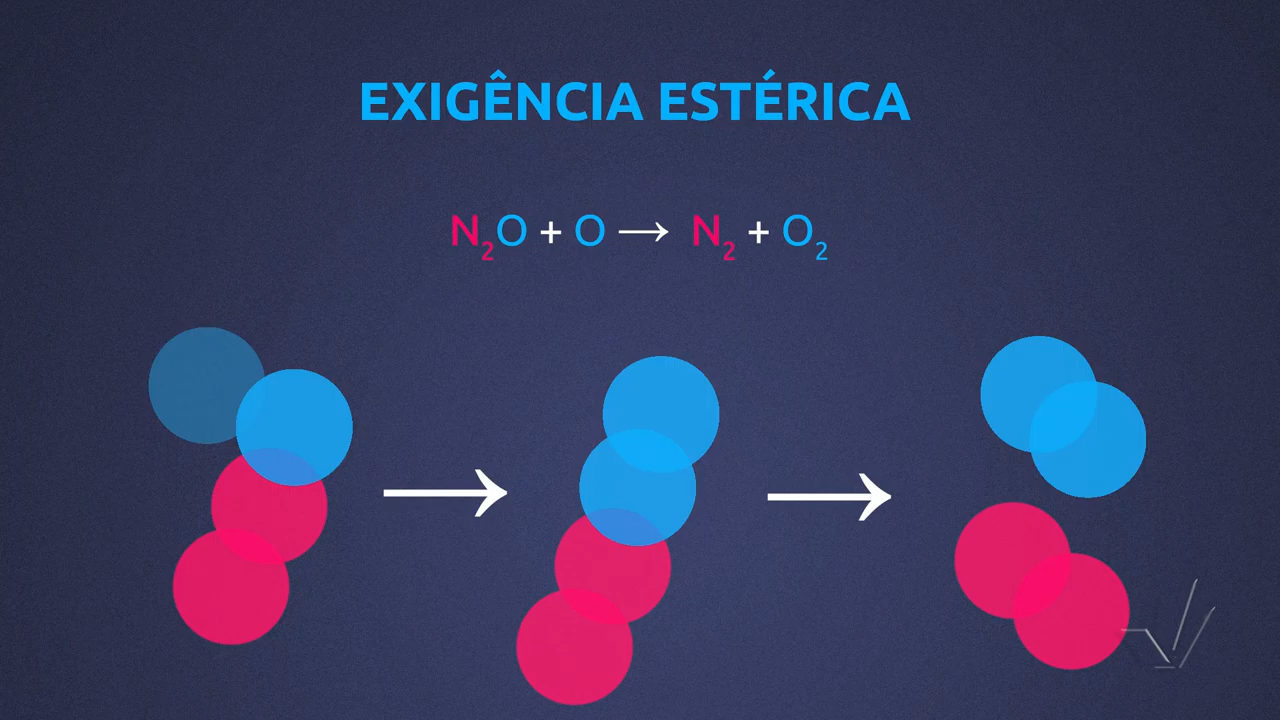 EXIGÊNCIA ESTÉRICA
N₂O + O → N₂ + O₂